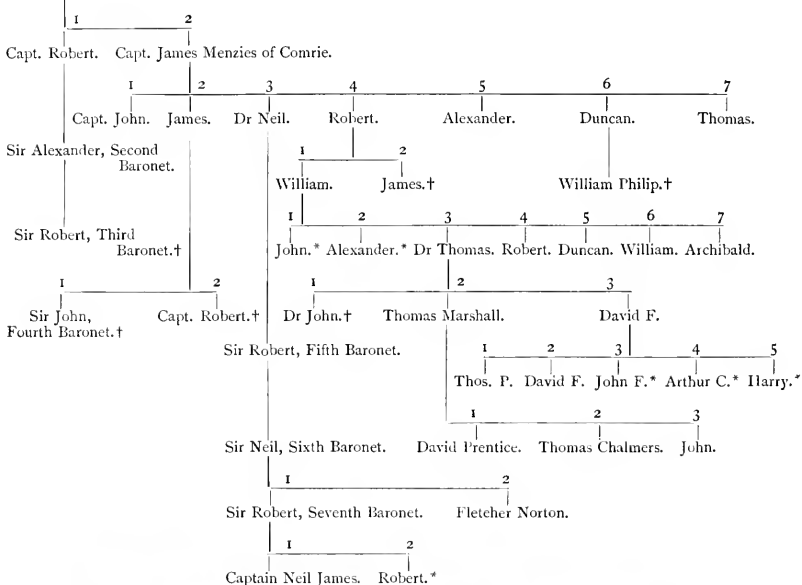 1 2
Capt. Robert. Capt. James Menzies of Comrie.
1 2 3 4 5 6 7
Capt. John. James. Dr Neil. Robert. Alexander. Duncan. Thomas.
Sir Alexander, Second
Baronet.
1 2
William. James.† William Philip.†
1 2 3 4 5 6 7
Sir Robert, Third
Baronet.†
John.* Alexander.* Dr Thomas. Robert. Duncan. William. Archibald.
1 2 1 2 3
Sir John,
Fourth Baronet.†
Capt. Robert.† Dr John.† Thomas Marshall. David F.
Sir Robert, Fifth Baronet.
1 2 3 4 5
Thos. P. David F. John F.* Arthur C.* Harry.*
1 2 3
Sir Neil, Sixth Baronet. David Prentice. Thomas Chalmers. John.
1 2
Sir Robert, Seventh Baronet. Fletcher Norton.
1 2
Captain Neil James. Robert.*